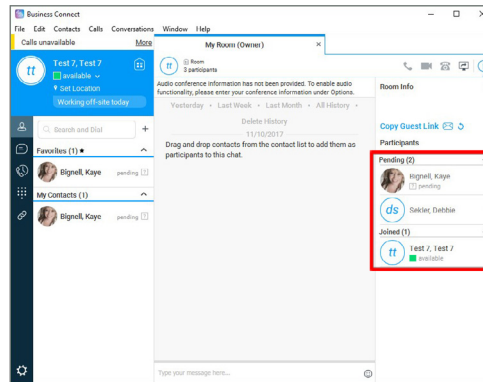 Business Connect
File Edit Contacts Calls Conversations Window Help
Calls unavailable More
tt
Test 7, Test 7
available
Set Location
Working off-site today
Search and Dial +
Favorites (1) ★
Bignell, Kaye pending [?]
My Contacts (1)
Bignell, Kaye pending [?]
My Room (Owner) ×
tt
Room
3 participants
Audio conference information has not been provided. To enable audio
functionality, please enter your conference information under Options.
Yesterday • Last Week • Last Month • All History •
Delete History
11/10/2017
Drag and drop contacts from the contact list to add them as
participants to this chat.
Type your message here...
Room Info
Copy Guest Link
Participants
Pending (2)
Bignell, Kaye
[?] pending
ds
Sekler, Debbie
Joined (1)
tt
Test 7, Test 7
available